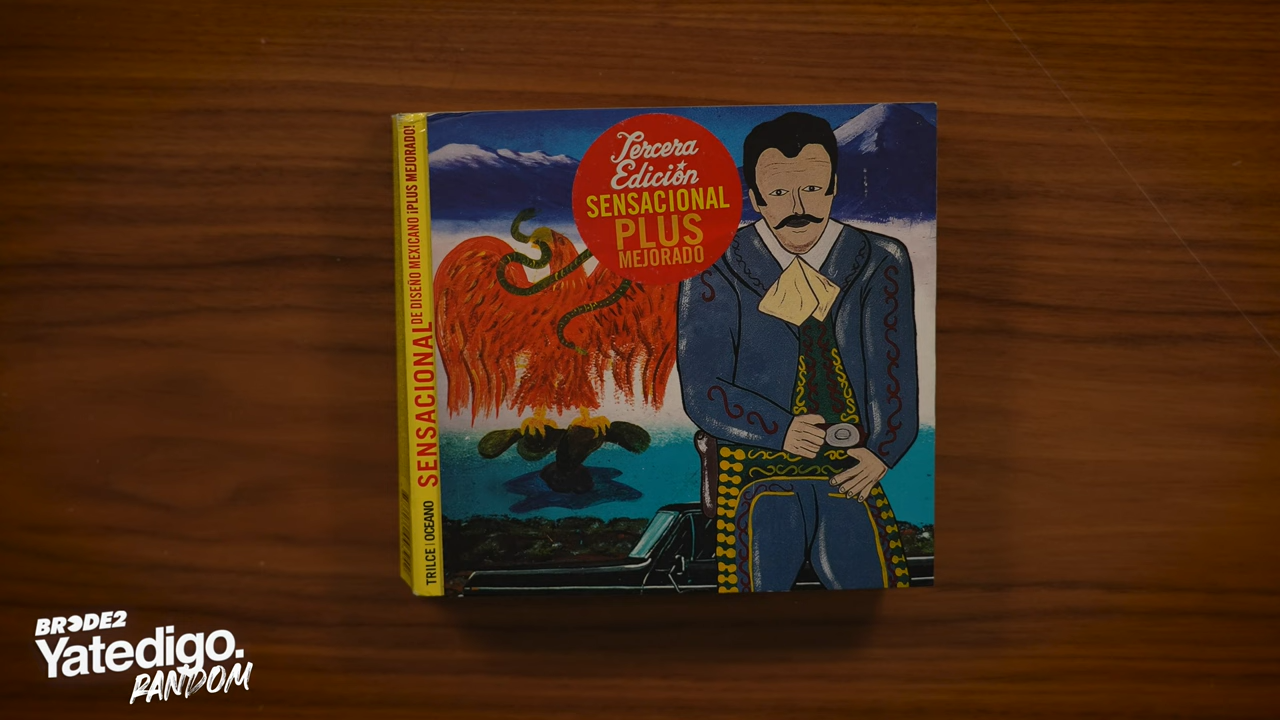 Tercera
Edición
SENSACIONAL
PLUS
MEJORADO
SENSACIONAL DE DISEÑO MEXICANO ¡PLUS MEJORADO!
TRILCE | OCEANO
BRODE2
Yatedigo.
RANDOM